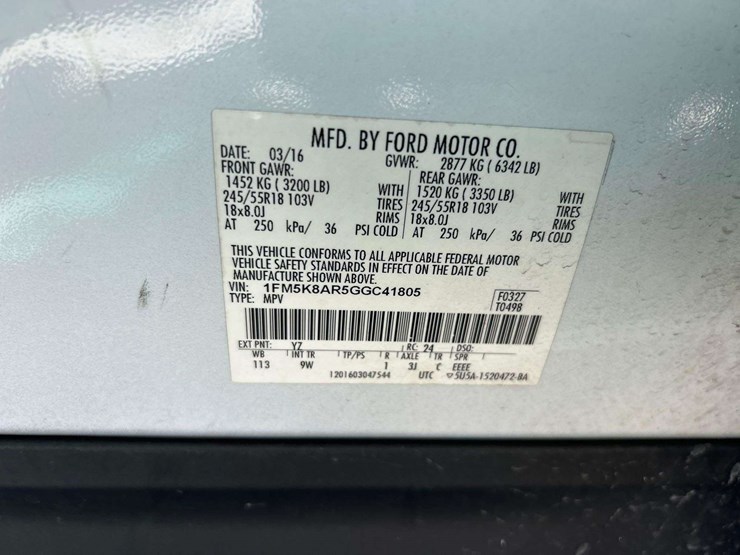 MFD. BY FORD MOTOR CO.
DATE: 03/16 GVWR: 2877 KG ( 6342 LB)
FRONT GAWR: REAR GAWR:
1452 KG ( 3200 LB) WITH 1520 KG ( 3350 LB) WITH
245/55R18 103V TIRES 245/55R18 103V TIRES
18x8.0J RIMS 18x8.0J RIMS
AT 250 kPa/ 36 PSI COLD AT 250 kPa/ 36 PSI COLD
THIS VEHICLE CONFORMS TO ALL APPLICABLE FEDERAL MOTOR
VEHICLE SAFETY STANDARDS IN EFFECT ON THE DATE OF
MANUFACTURE SHOWN ABOVE.
VIN: 1FM5K8AR5GGC41805 F0327
TYPE: MPV T0498
EXT PNT: YZ RC: 24 DSO:
WB INT TR TP/PS R AXLE TR SPR
113 9W 1 3J C EEEE
1201603047544 UTC 5U5A-1520472-BA